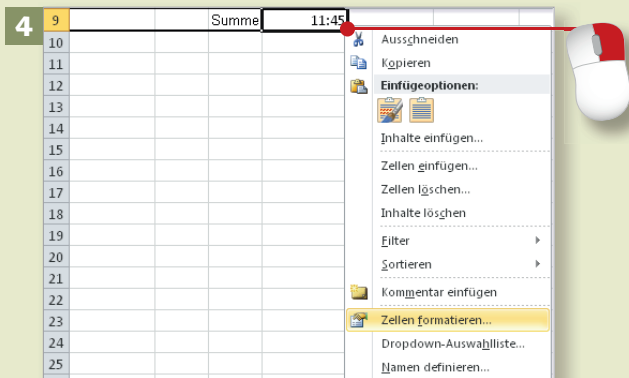 4
9 Summe 11:45
10
11
12
13
14
15
16
17
18
19
20
21
22
23
24
25
Ausschneiden
Kopieren
Einfügeoptionen:
Inhalte einfügen...
Zellen einfügen...
Zellen löschen...
Inhalte löschen
Filter
Sortieren
Kommentar einfügen
Zellen formatieren...
Dropdown-Auswahlliste...
Namen definieren...